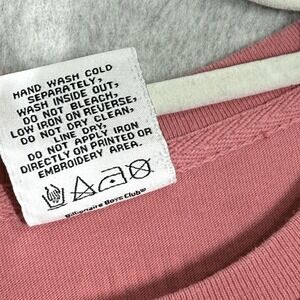 HAND WASH COLD
SEPARATELY,
WASH INSIDE OUT,
DO NOT BLEACH,
LOW IRON ON REVERSE,
DO NOT DRY CLEAN,
LINE DRY,
DO NOT APPLY IRON
DIRECTLY ON PRINTED OR
EMBROIDERY AREA.
Billionaire Boys Club